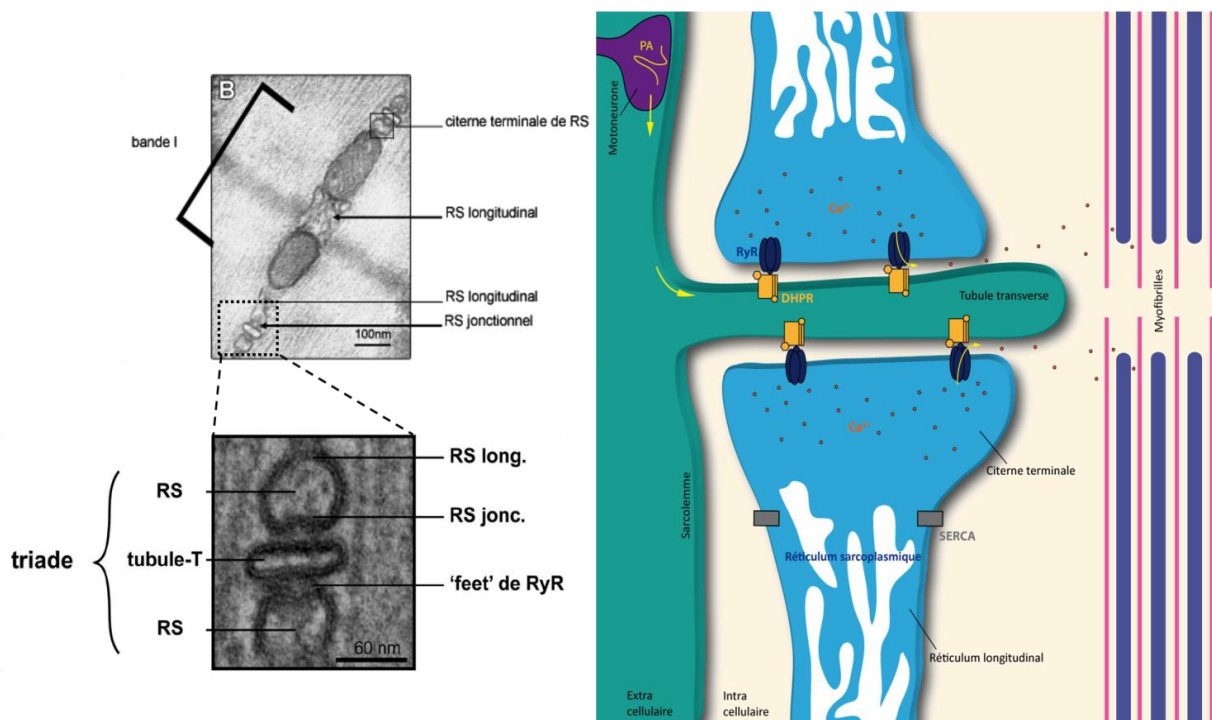 B
bande I
citerne terminale de RS
RS longitudinal
RS longitudinal
RS jonctionnel
100nm
triade
RS
tubule-T
RS
RS long.
RS jonc.
'feet' de RyR
60 nm
PA
Motoneurone
Ca²⁺
RyR
DHPR
Tubule transverse
Myofibrilles
Ca²⁺
Citerne terminale
Sarcolemme
SERCA
Réticulum sarcoplasmique
Réticulum longitudinal
Extra
cellulaire
Intra
cellulaire